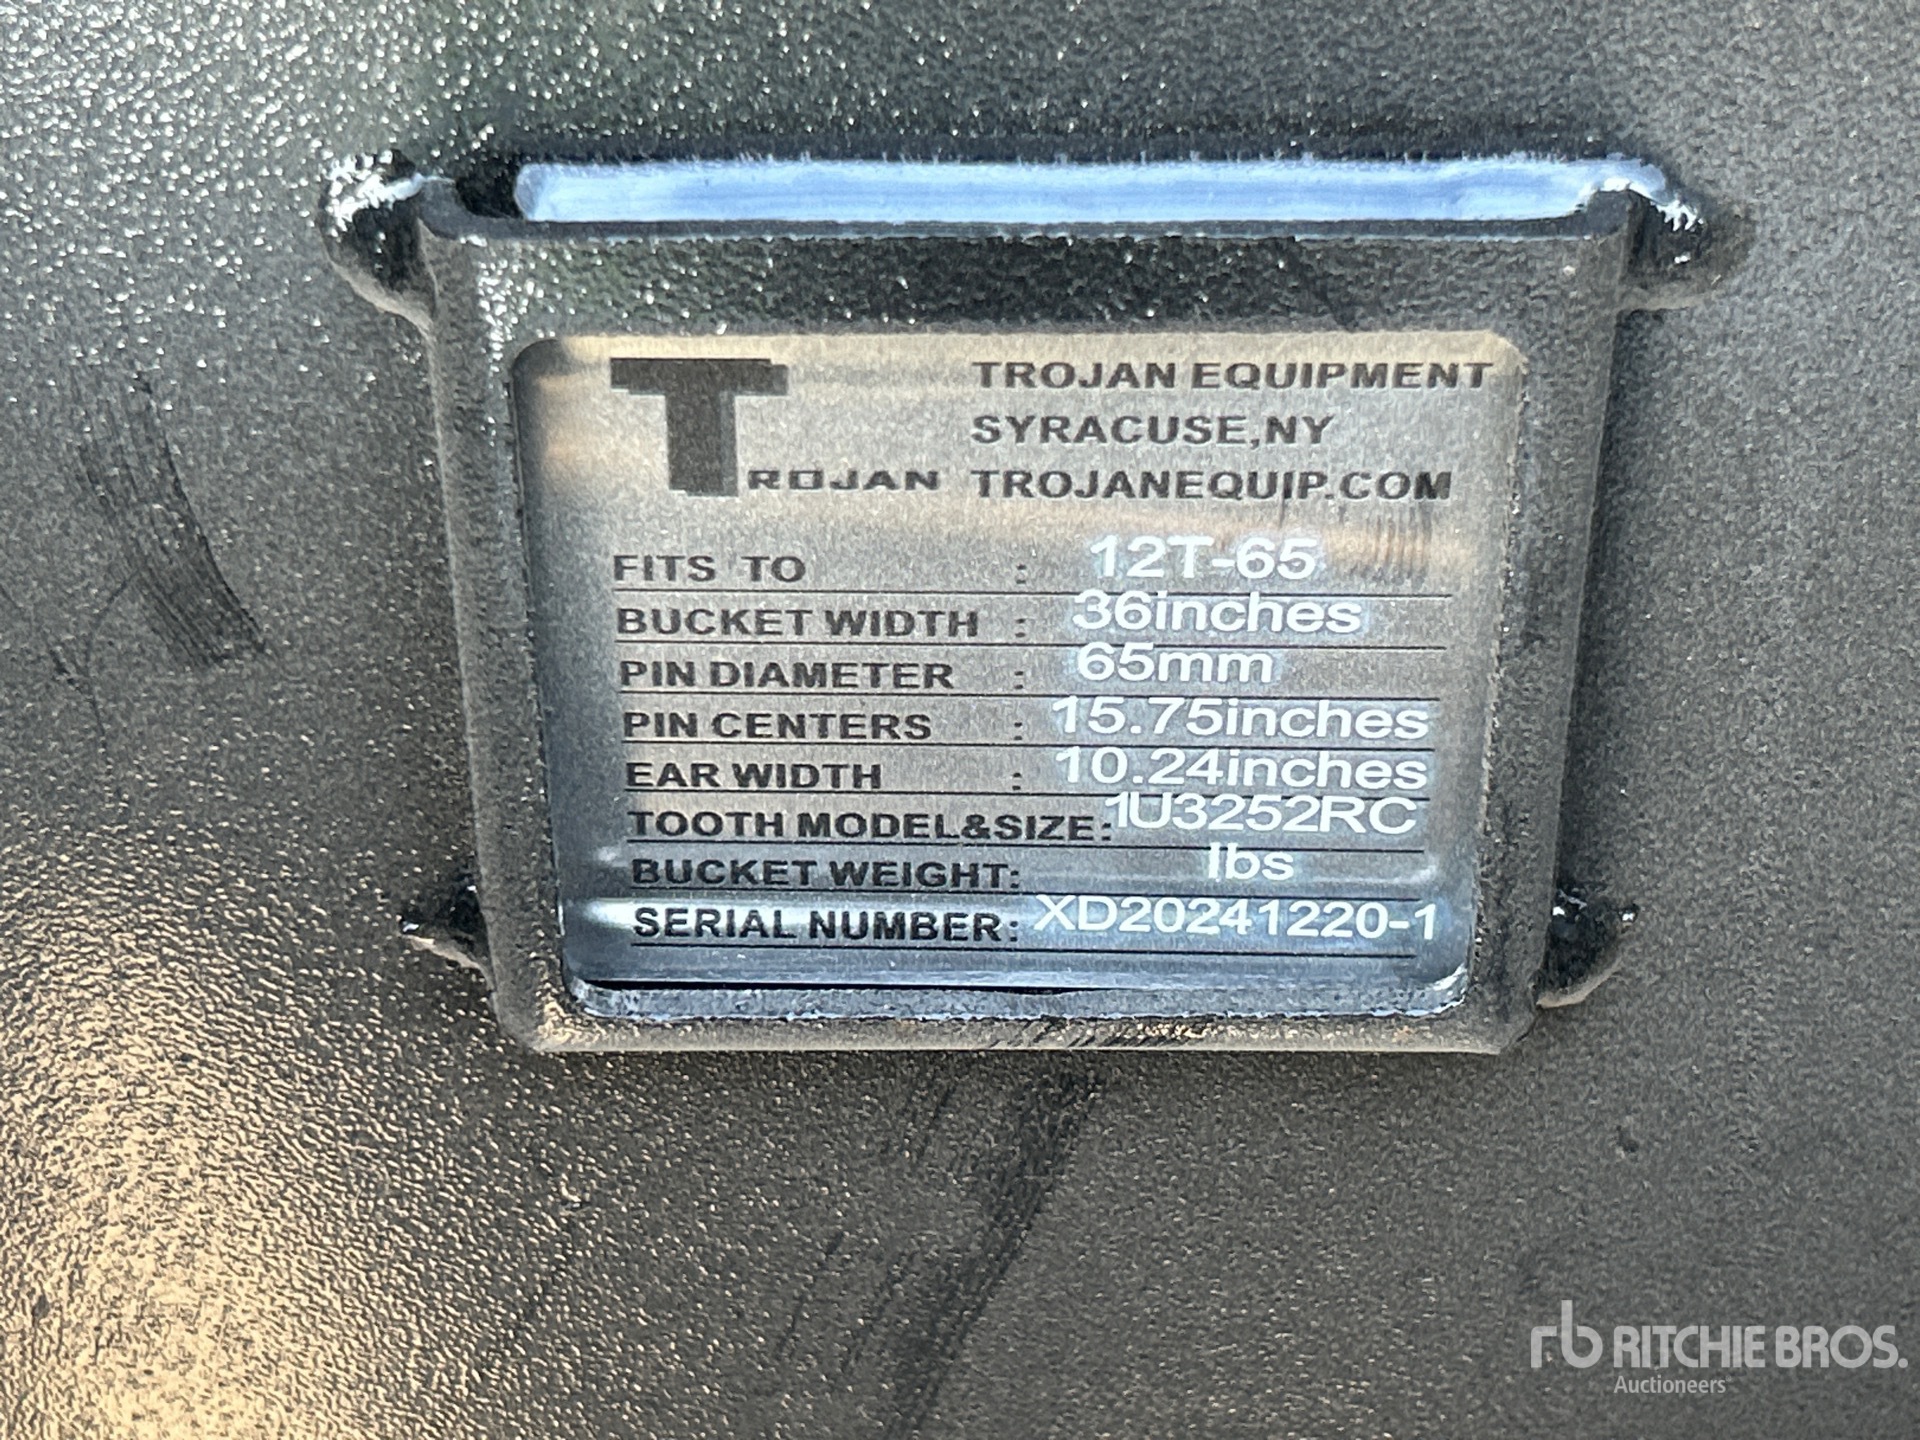 TROJAN
TROJAN EQUIPMENT
SYRACUSE,NY
TROJANEQUIP.COM
FITS TO : 12T-65
BUCKET WIDTH : 36inches
PIN DIAMETER : 65mm
PIN CENTERS : 15.75inches
EAR WIDTH : 10.24inches
TOOTH MODEL&SIZE: 1U3252RC
BUCKET WEIGHT: lbs
SERIAL NUMBER: XD20241220-1
rb RITCHIE BROS.
Auctioneers